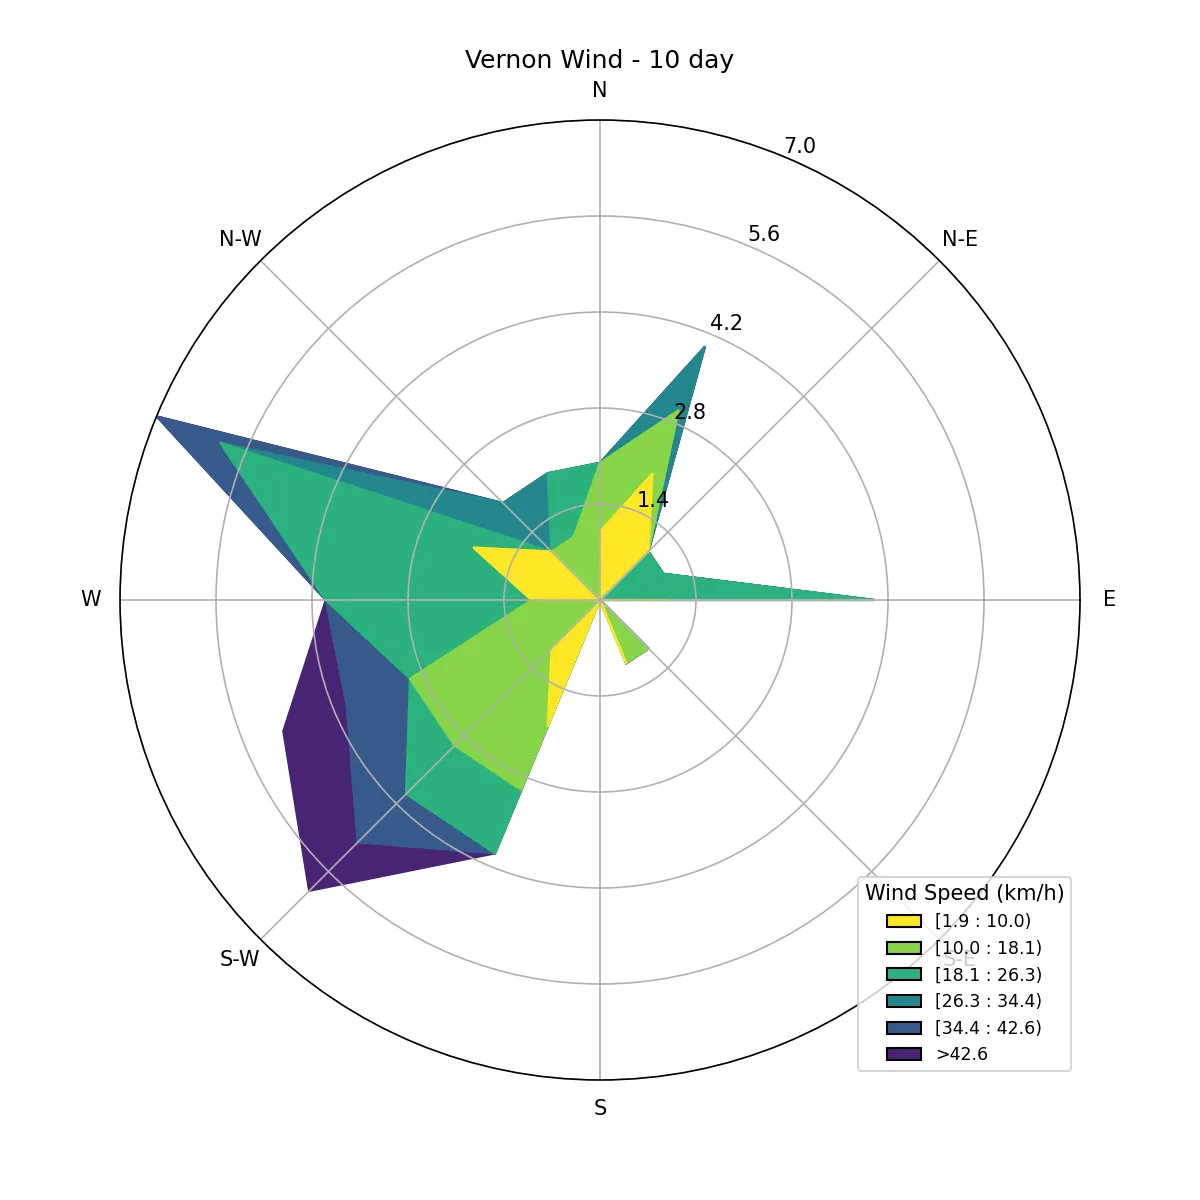 Vernon Wind - 10 day
N
7.0
5.6
N-W
N-E
4.2
2.8
1.4
W
E
Wind Speed (km/h)
[1.9 : 10.0)
[10.0 : 18.1)
S-E
[18.1 : 26.3)
[26.3 : 34.4)
[34.4 : 42.6)
>42.6
S-W
S